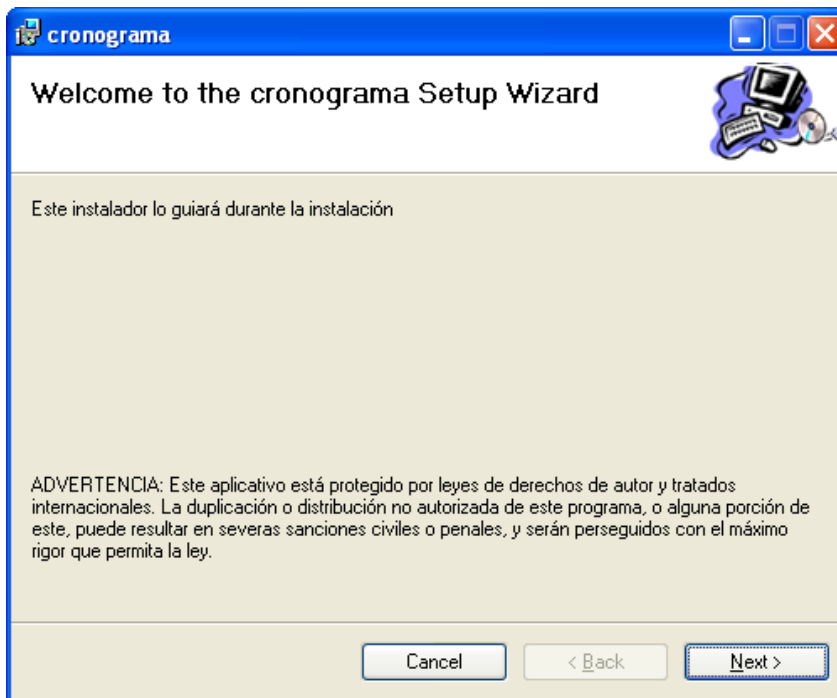 cronograma
Welcome to the cronograma Setup Wizard
Este instalador lo guiará durante la instalación
ADVERTENCIA: Este aplicativo está protegido por leyes de derechos de autor y tratados
internacionales. La duplicación o distribución no autorizada de este programa, o alguna porción de
este, puede resultar en severas sanciones civiles o penales, y serán perseguidos con el máximo
rigor que permita la ley.
Cancel < Back Next >